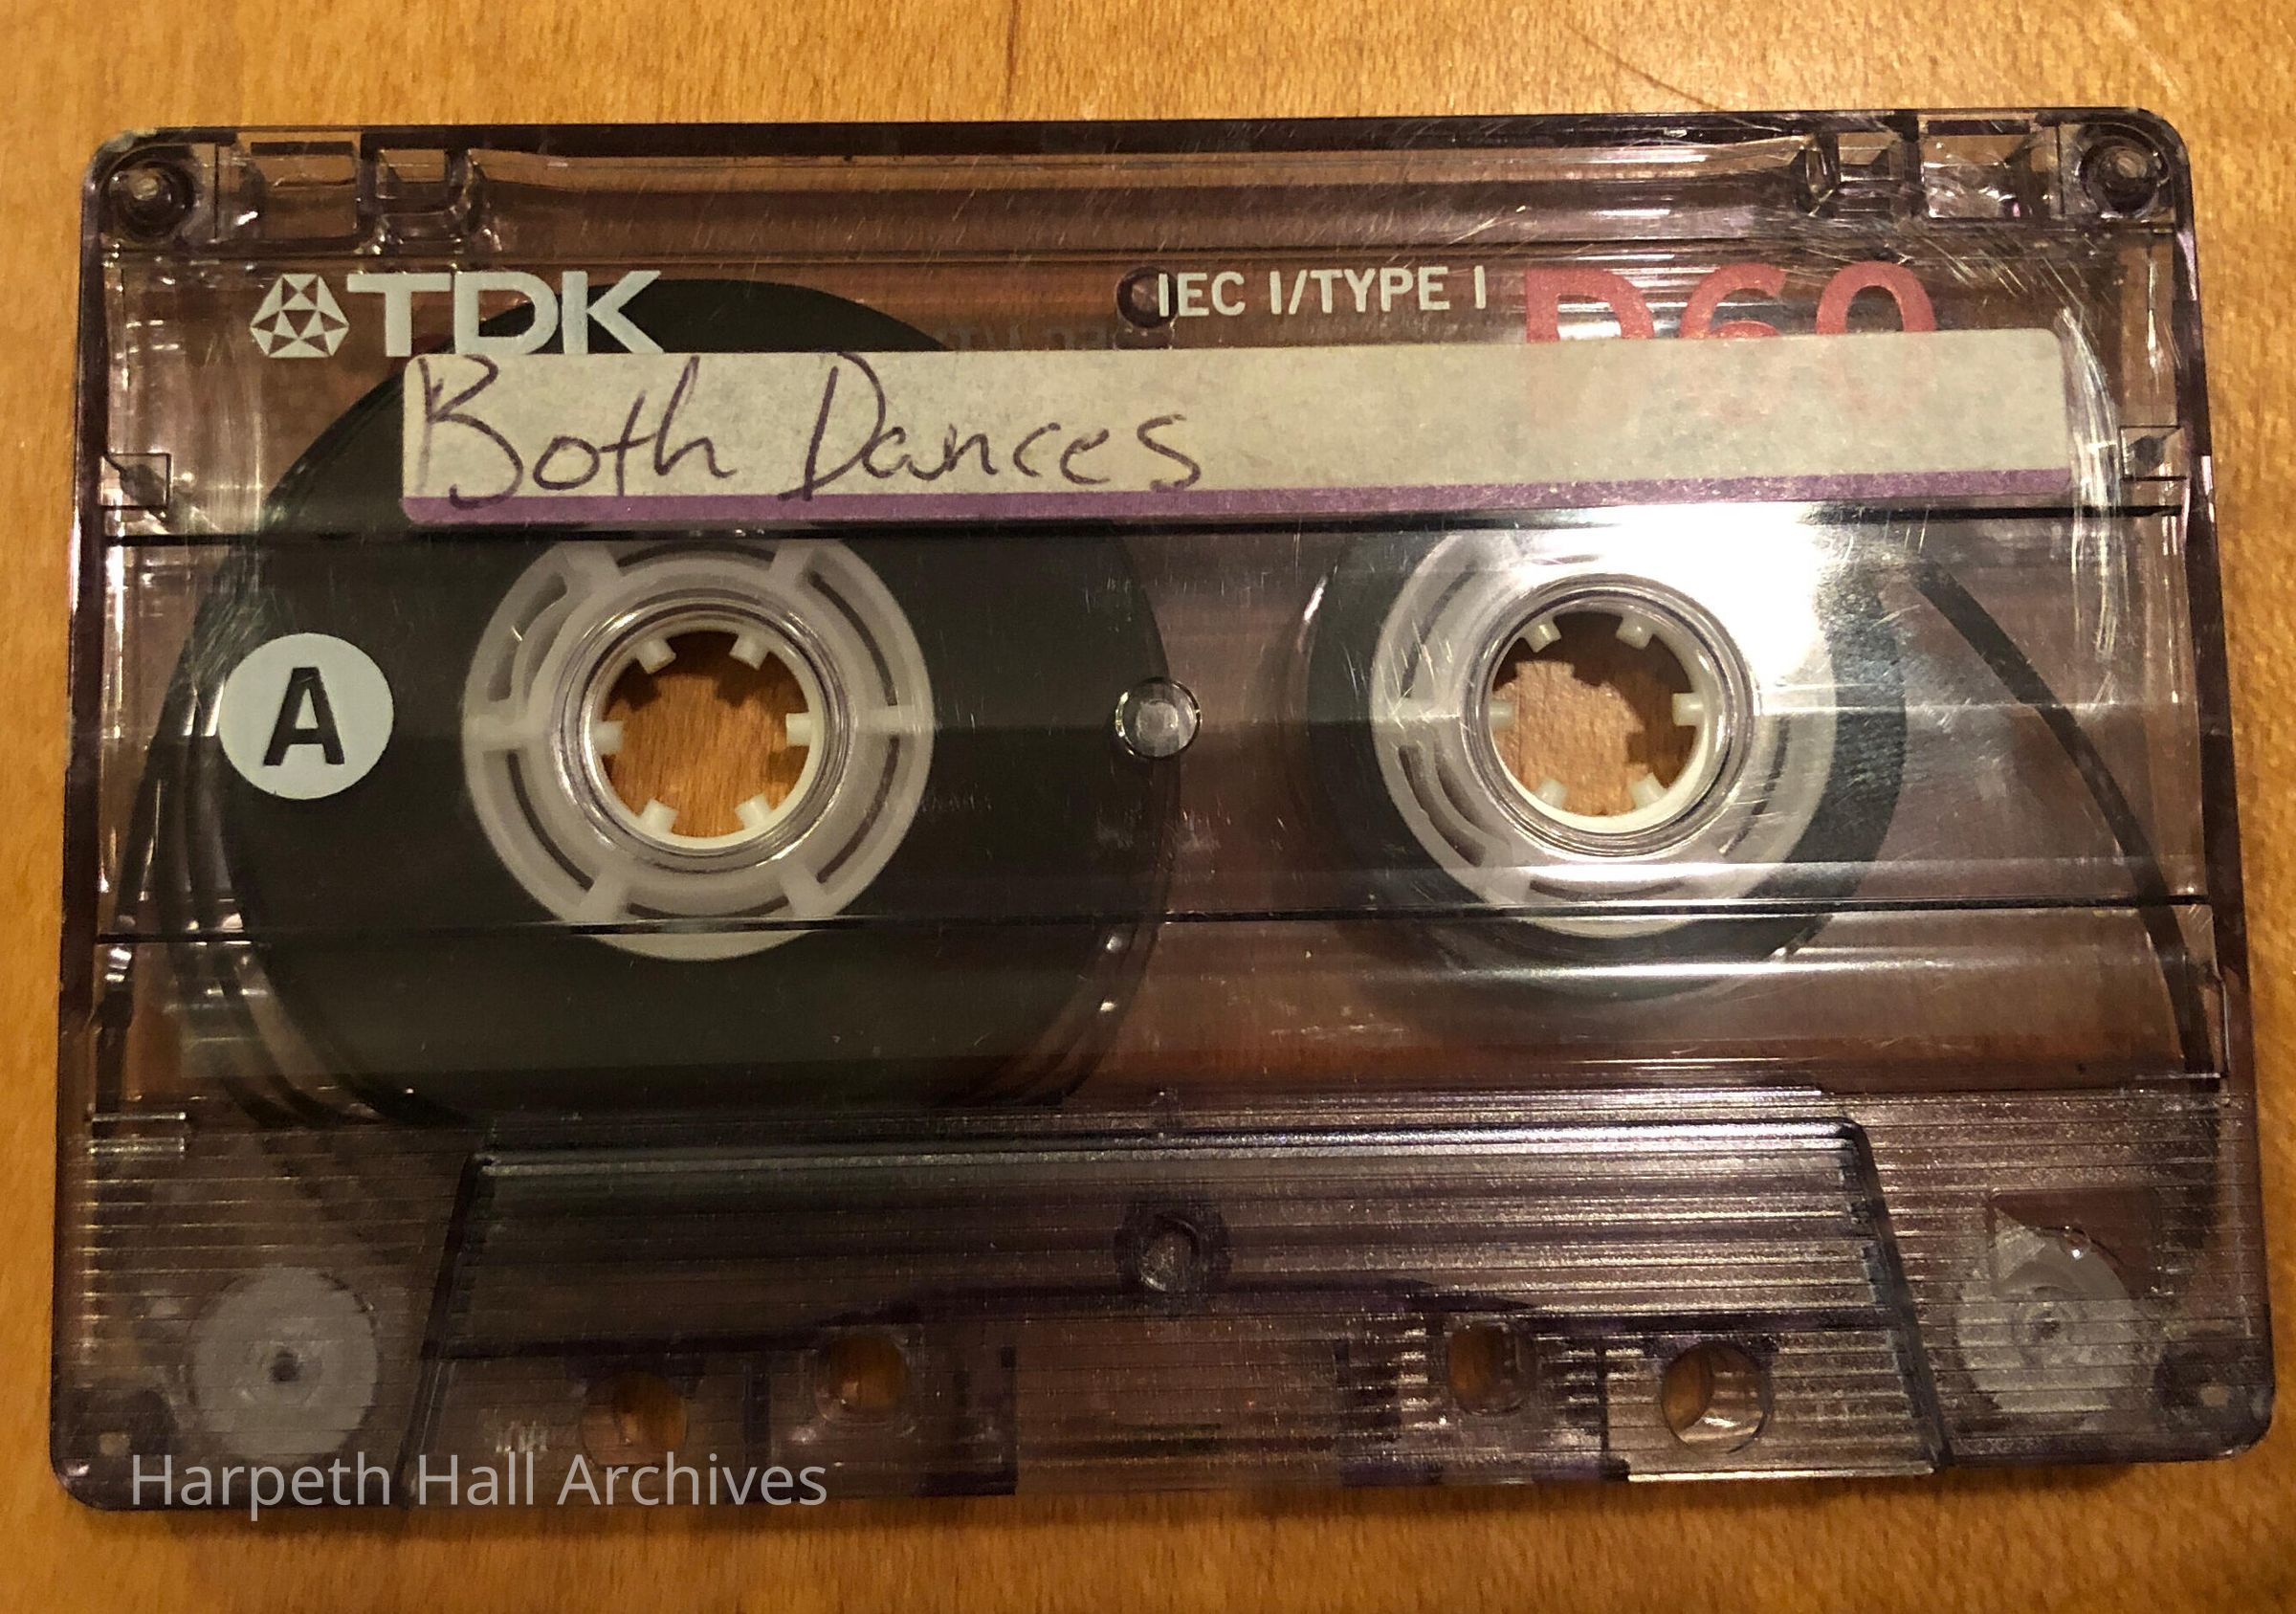 TDK IEC I/TYPE I D60
Both Dances
A
Harpeth Hall Archives